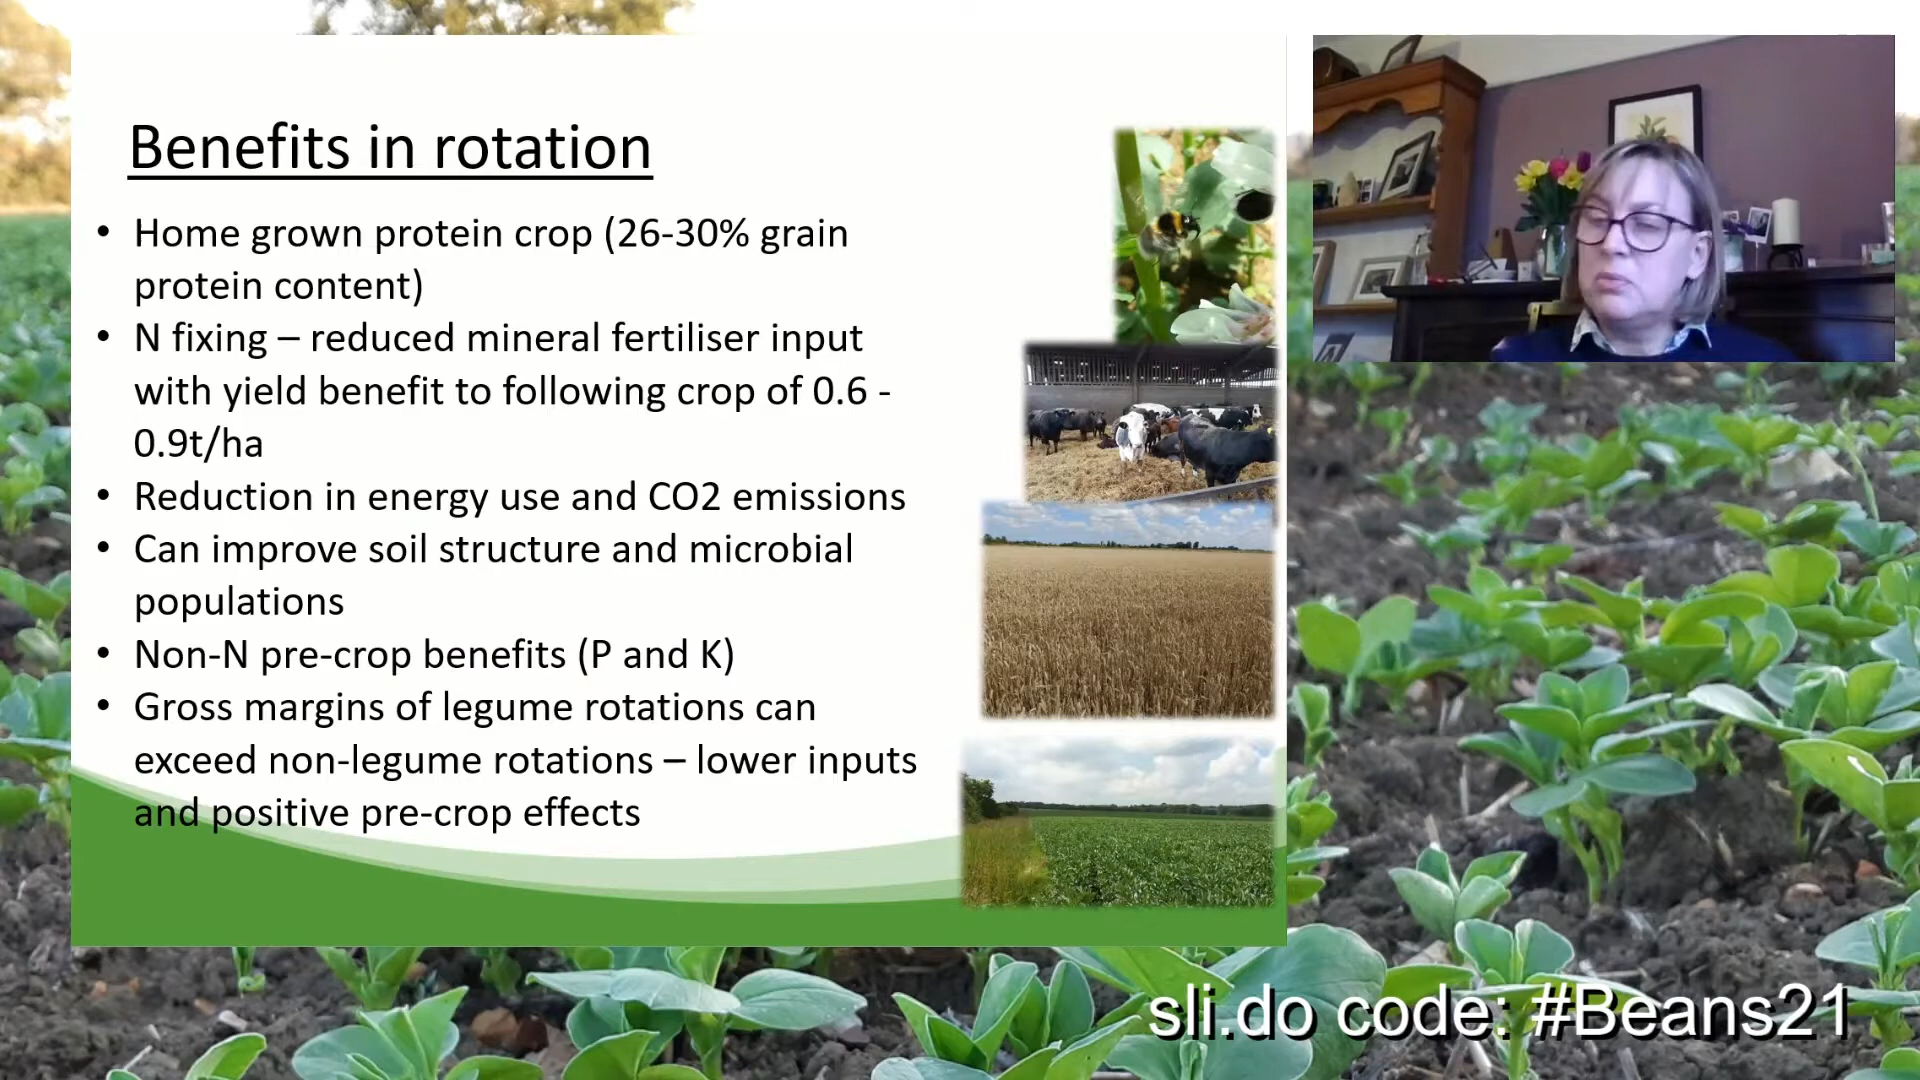 Benefits in rotation
• Home grown protein crop (26-30% grain
protein content)
• N fixing – reduced mineral fertiliser input
with yield benefit to following crop of 0.6 -
0.9t/ha
• Reduction in energy use and CO2 emissions
• Can improve soil structure and microbial
populations
• Non-N pre-crop benefits (P and K)
• Gross margins of legume rotations can
exceed non-legume rotations – lower inputs
and positive pre-crop effects
sli.do code: #Beans21